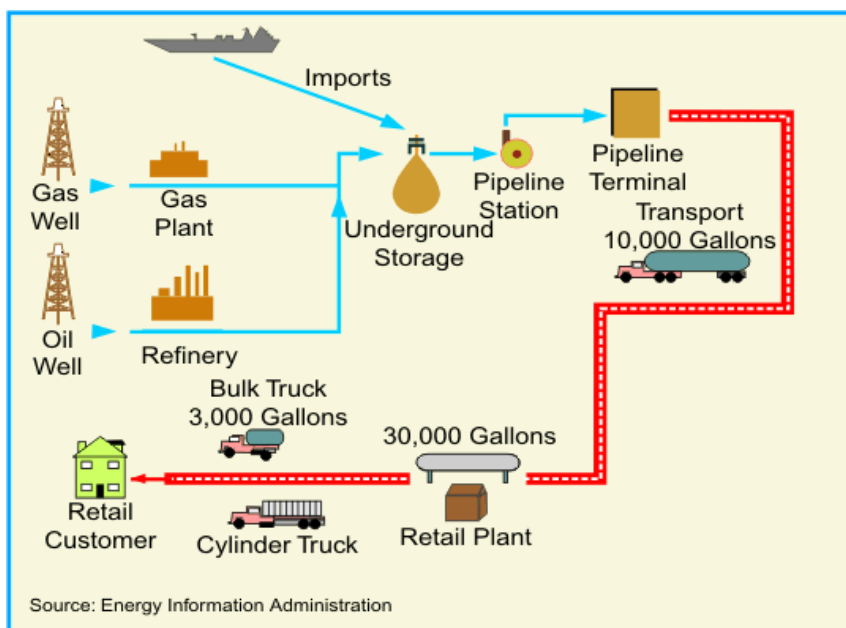 Imports
Gas
Well
Gas
Plant
Underground
Storage
Pipeline
Station
Pipeline
Terminal
Transport
10,000 Gallons
Oil
Well
Refinery
Bulk Truck
3,000 Gallons
30,000 Gallons
Retail
Customer
Cylinder Truck
Retail Plant
Source: Energy Information Administration